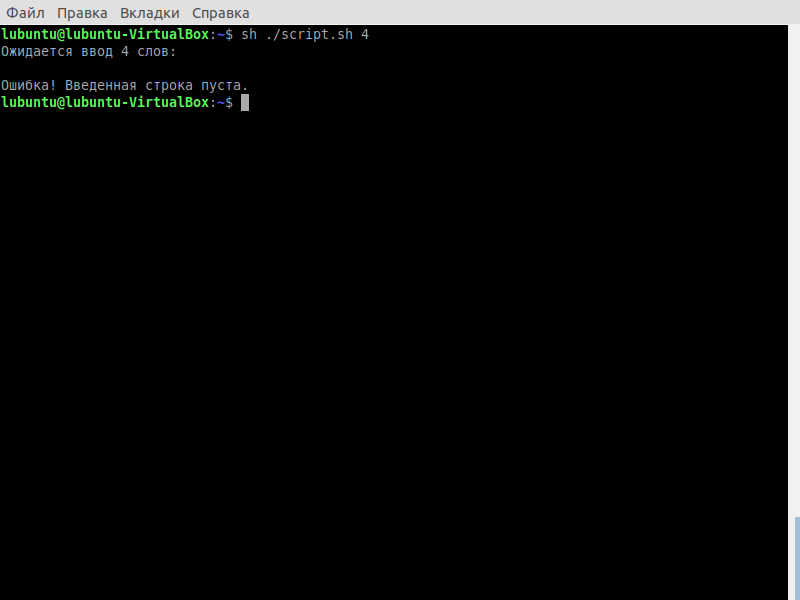 Файл Правка Вкладки Справка
lubuntu@lubuntu-VirtualBox:~$ sh ./script.sh 4
Ожидается ввод 4 слов:
Ошибка! Введенная строка пуста.
lubuntu@lubuntu-VirtualBox:~$